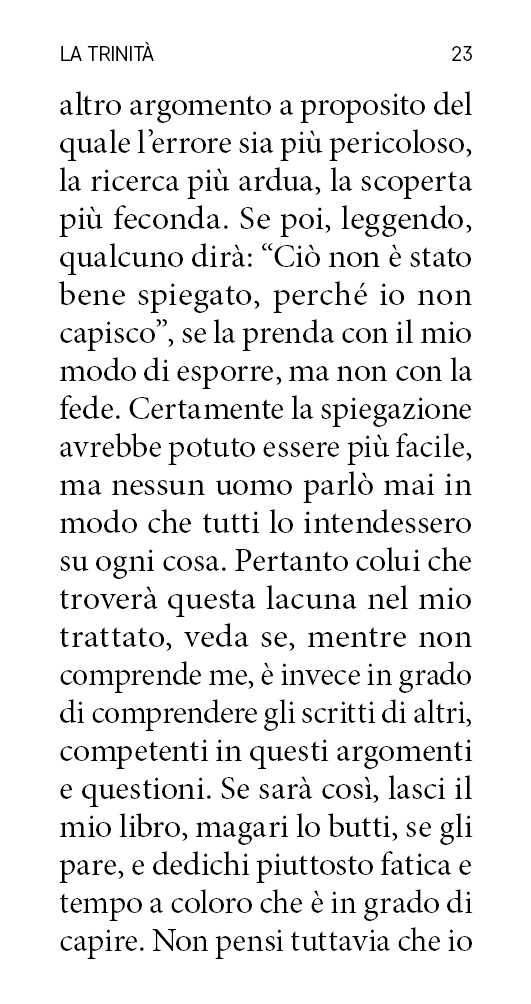 LA TRINITÀ 23
altro argomento a proposito del
quale l’errore sia più pericoloso,
la ricerca più ardua, la scoperta
più feconda. Se poi, leggendo,
qualcuno dirà: “Ciò non è stato
bene spiegato, perché io non
capisco”, se la prenda con il mio
modo di esporre, ma non con la
fede. Certamente la spiegazione
avrebbe potuto essere più facile,
ma nessun uomo parlò mai in
modo che tutti lo intendessero
su ogni cosa. Pertanto colui che
troverà questa lacuna nel mio
trattato, veda se, mentre non
comprende me, è invece in grado
di comprendere gli scritti di altri,
competenti in questi argomenti
e questioni. Se sarà così, lasci il
mio libro, magari lo butti, se gli
pare, e dedichi piuttosto fatica e
tempo a coloro che è in grado di
capire. Non pensi tuttavia che io